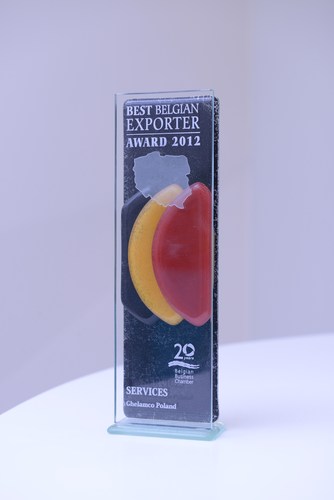 BEST BELGIAN
EXPORTER
AWARD 2012
20
years
Belgian
Business
Chamber
SERVICES
Ghelamco Poland